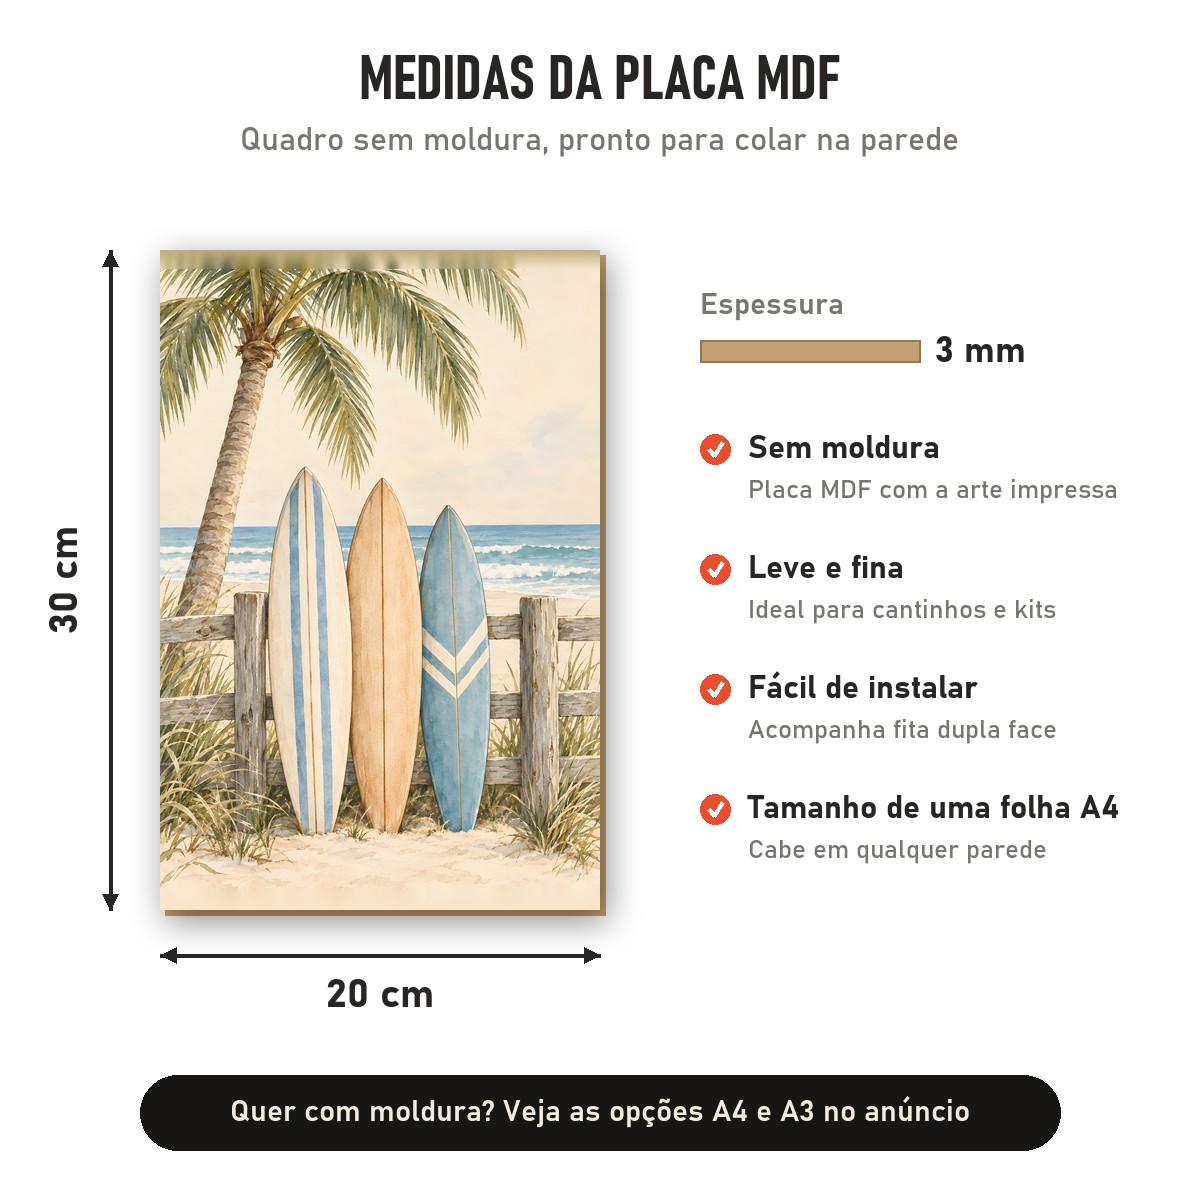 MEDIDAS DA PLACA MDF
Quadro sem moldura, pronto para colar na parede
Espessura
3 mm
Sem moldura
Placa MDF com a arte impressa
Leve e fina
Ideal para cantinhos e kits
Fácil de instalar
Acompanha fita dupla face
Tamanho de uma folha A4
Cabe em qualquer parede
30 cm
20 cm
Quer com moldura? Veja as opções A4 e A3 no anúncio